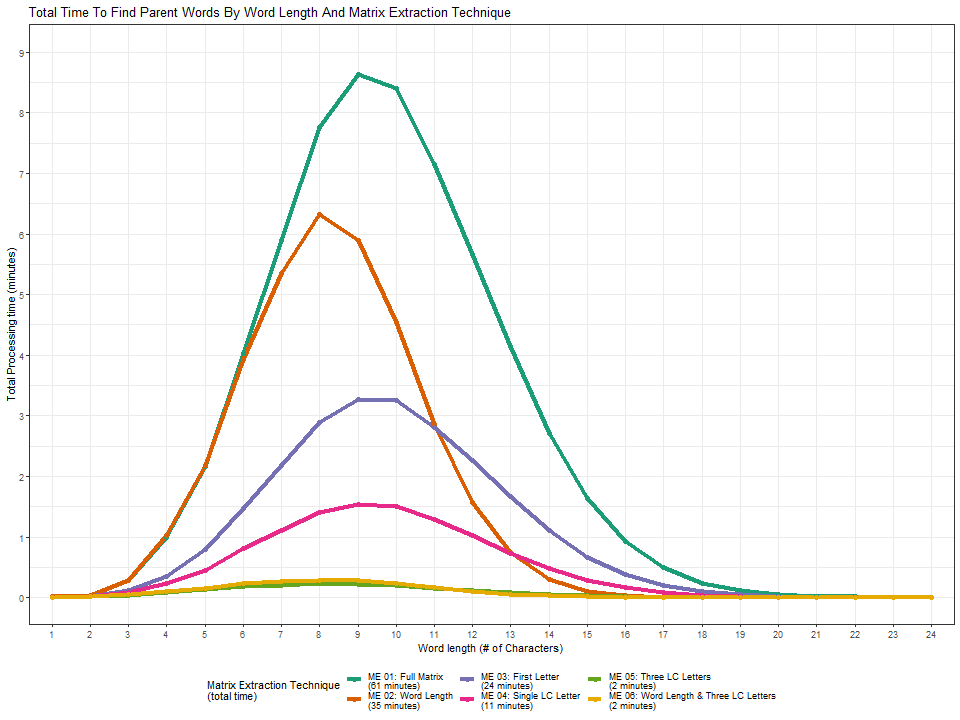 Total Time To Find Parent Words By Word Length And Matrix Extraction Technique
Total Processing time (minutes)
9
8
7
6
5
4
3
2
1
0
1 2 3 4 5 6 7 8 9 10 11 12 13 14 15 16 17 18 19 20 21 22 23 24
Word length (# of Characters)
Matrix Extraction Technique
(total time)
ME 01: Full Matrix
(61 minutes)
ME 02: Word Length
(35 minutes)
ME 03: First Letter
(24 minutes)
ME 04: Single LC Letter
(11 minutes)
ME 05: Three LC Letters
(2 minutes)
ME 06: Word Length & Three LC Letters
(2 minutes)